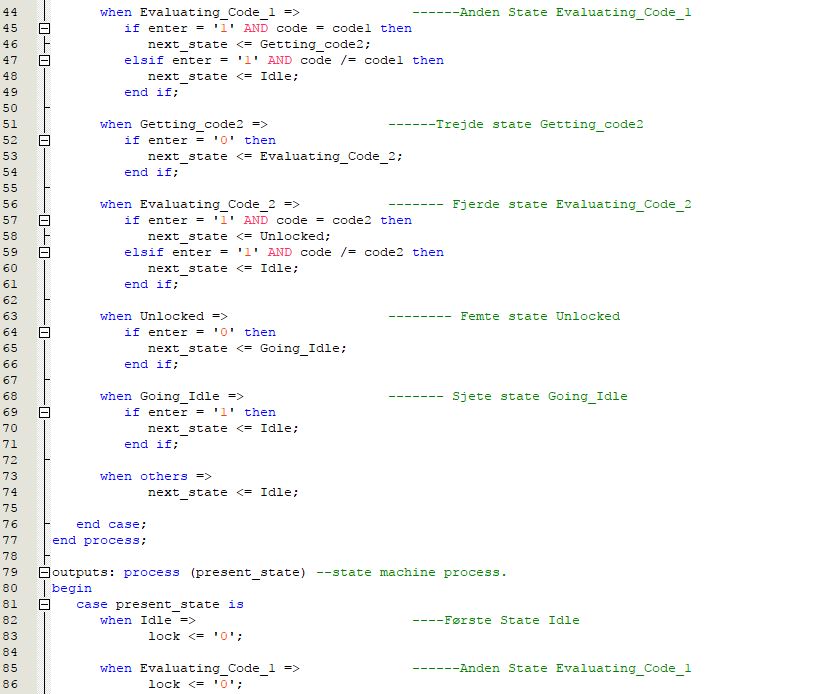 44 when Evaluating_Code_1 => ------Anden State Evaluating_Code_1
45 if enter = '1' AND code = code1 then
46 next_state <= Getting_code2;
47 elsif enter = '1' AND code /= code1 then
48 next_state <= Idle;
49 end if;
50
51 when Getting_code2 => ------Trejde state Getting_code2
52 if enter = '0' then
53 next_state <= Evaluating_Code_2;
54 end if;
55
56 when Evaluating_Code_2 => ------- Fjerde state Evaluating_Code_2
57 if enter = '1' AND code = code2 then
58 next_state <= Unlocked;
59 elsif enter = '1' AND code /= code2 then
60 next_state <= Idle;
61 end if;
62
63 when Unlocked => -------- Femte state Unlocked
64 if enter = '0' then
65 next_state <= Going_Idle;
66 end if;
67
68 when Going_Idle => ------- Sjete state Going_Idle
69 if enter = '1' then
70 next_state <= Idle;
71 end if;
72
73 when others =>
74 next_state <= Idle;
75
76 end case;
77 end process;
78
79 outputs: process (present_state) --state machine process.
80 begin
81 case present_state is
82 when Idle => ----Første State Idle
83 lock <= '0';
84
85 when Evaluating_Code_1 => ------Anden State Evaluating_Code_1
86 lock <= '0';